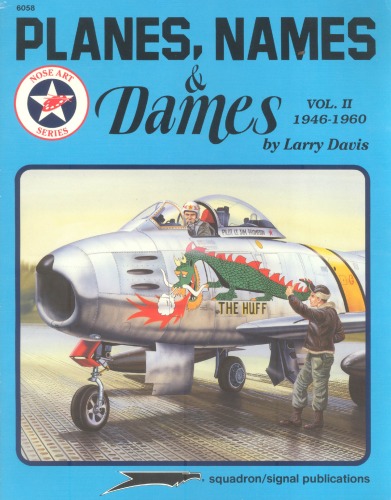 6058
PLANES, NAMES
&
Dames
VOL. II
1946-1960
by Larry Davis
NOSE ART
SERIES
THE HUFF
squadron/signal publications